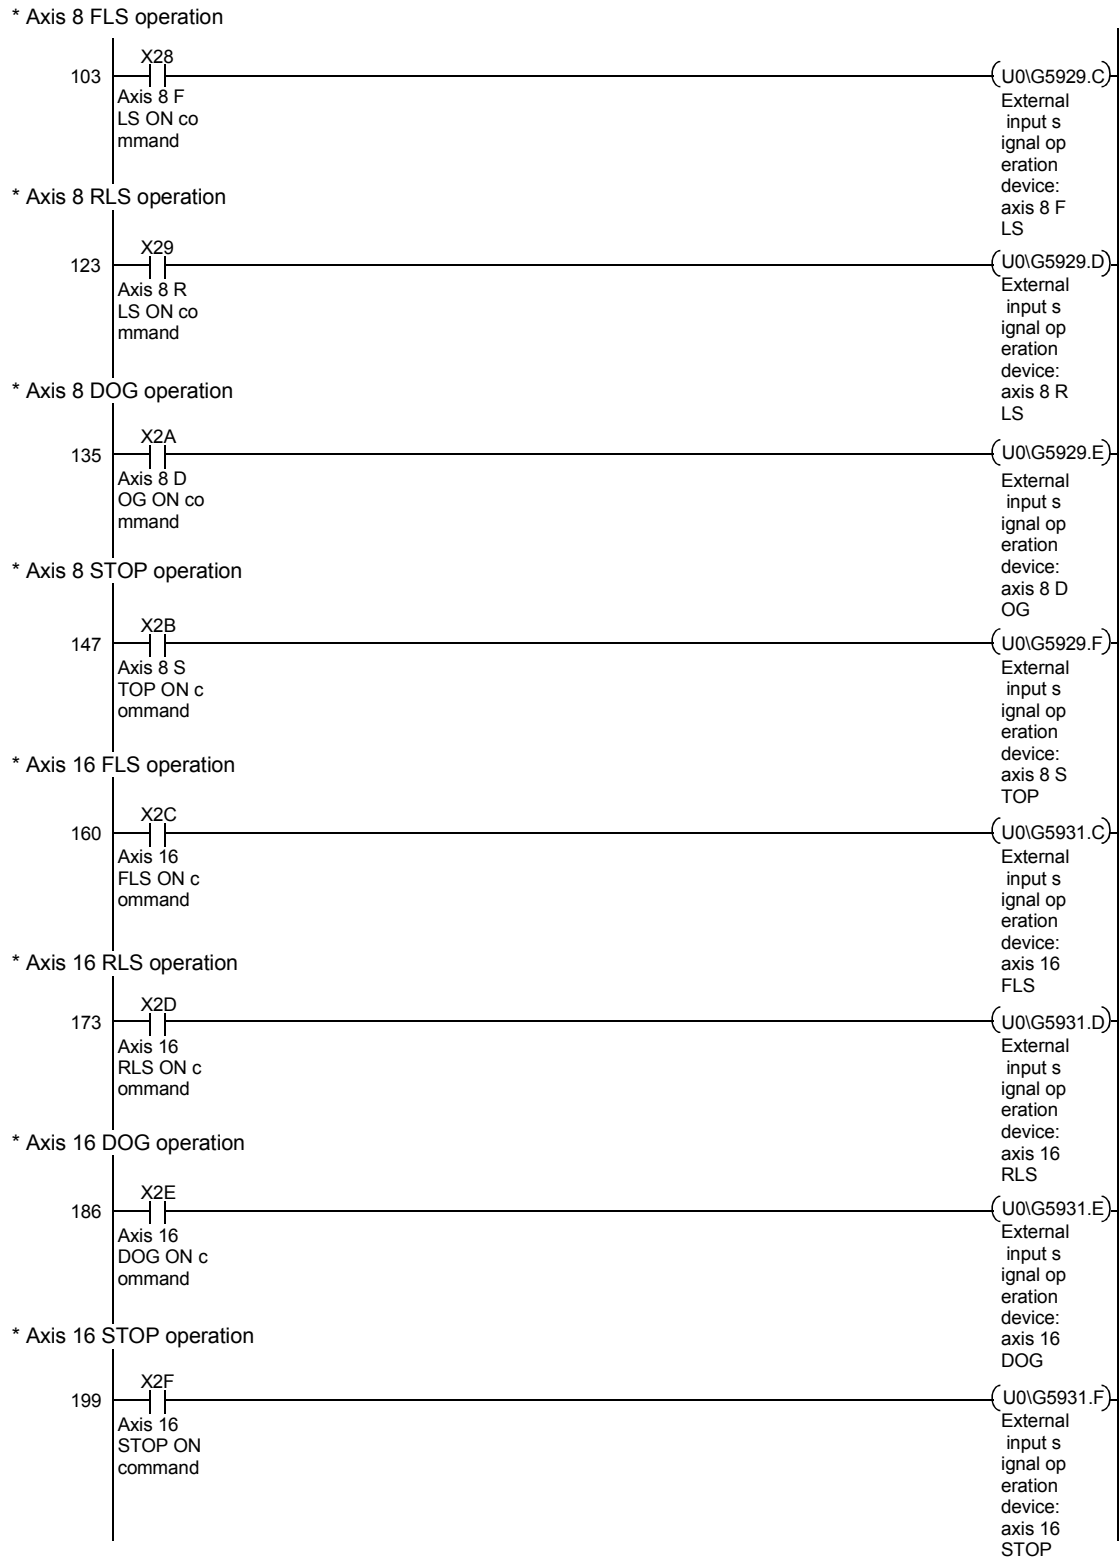 * Axis 8 FLS operation
X28
103
U0\G5929.C
Axis 8 F
LS ON co
mmand
External
input s
ignal op
eration
device:
axis 8 F
LS
* Axis 8 RLS operation
X29
123
U0\G5929.D
Axis 8 R
LS ON co
mmand
External
input s
ignal op
eration
device:
axis 8 R
LS
* Axis 8 DOG operation
X2A
135
U0\G5929.E
Axis 8 D
OG ON co
mmand
External
input s
ignal op
eration
device:
axis 8 D
OG
* Axis 8 STOP operation
X2B
147
U0\G5929.F
Axis 8 S
TOP ON c
ommand
External
input s
ignal op
eration
device:
axis 8 S
TOP
* Axis 16 FLS operation
X2C
160
U0\G5931.C
Axis 16
FLS ON c
ommand
External
input s
ignal op
eration
device:
axis 16
FLS
* Axis 16 RLS operation
X2D
173
U0\G5931.D
Axis 16
RLS ON c
ommand
External
input s
ignal op
eration
device:
axis 16
RLS
* Axis 16 DOG operation
X2E
186
U0\G5931.E
Axis 16
DOG ON c
ommand
External
input s
ignal op
eration
device:
axis 16
DOG
* Axis 16 STOP operation
X2F
199
U0\G5931.F
Axis 16
STOP ON
command
External
input s
ignal op
eration
device:
axis 16
STOP